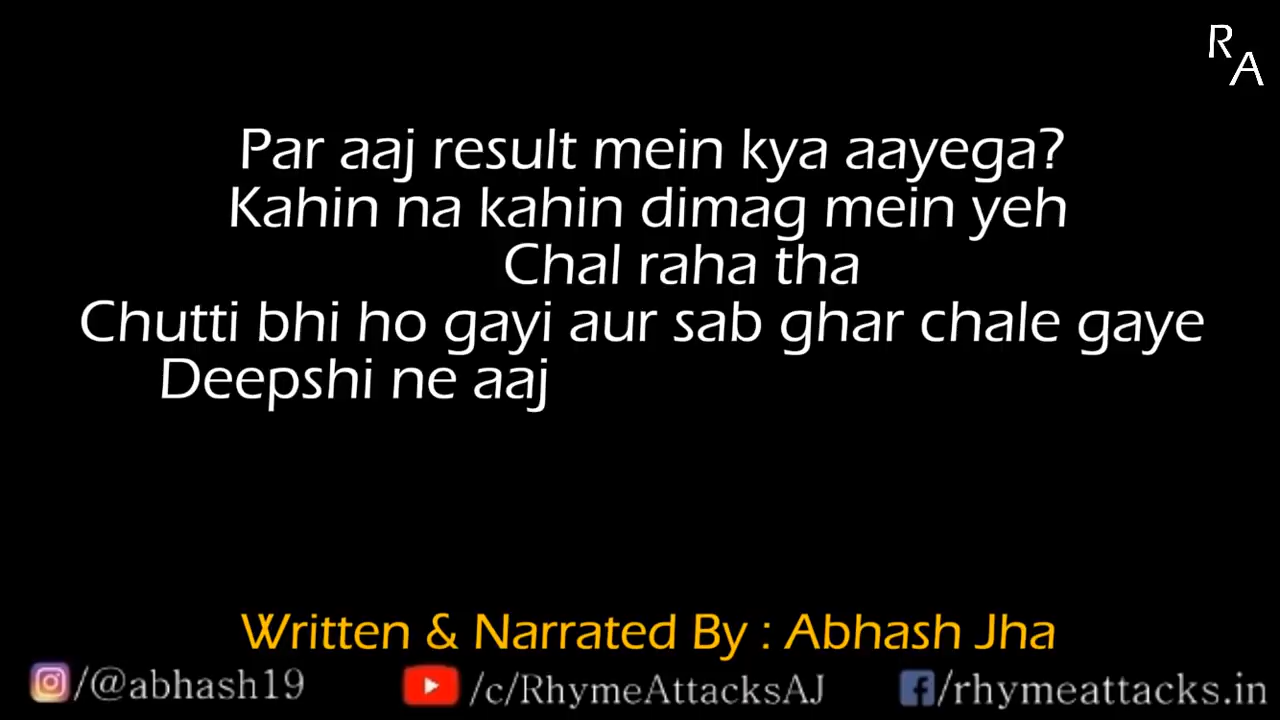 R
A
Par aaj result mein kya aayega?
Kahin na kahin dimag mein yeh
Chal raha tha
Chutti bhi ho gayi aur sab ghar chale gaye
Deepshi ne aaj
Written & Narrated By : Abhash Jha
/@abhash19 /c/RhymeAttacksAJ /rhymeattacks.in